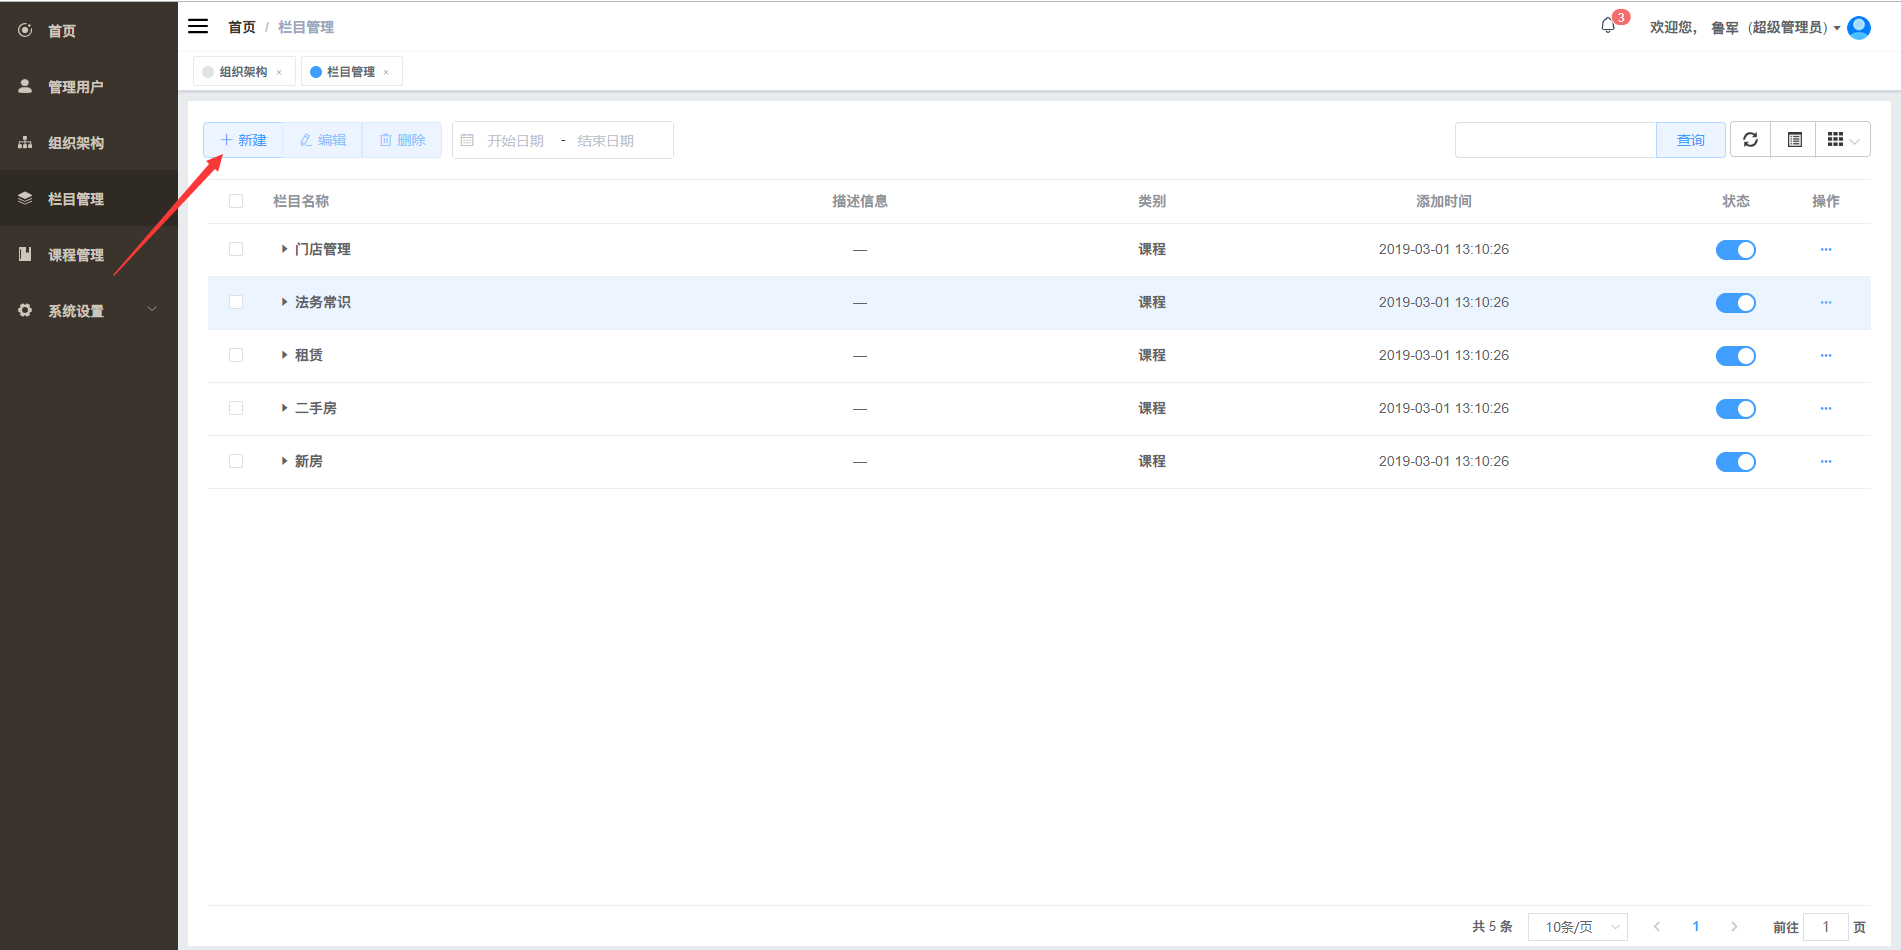 首页
管理用户
组织架构
栏目管理
课程管理
系统设置
首页 / 栏目管理
3
欢迎您， 鲁军（超级管理员）
组织架构 ×
栏目管理 ×
新建 编辑 删除 开始日期 - 结束日期 查询
栏目名称 描述信息 类别 添加时间 状态 操作
门店管理 — 课程 2019-03-01 13:10:26 ···
法务常识 — 课程 2019-03-01 13:10:26 ···
租赁 — 课程 2019-03-01 13:10:26 ···
二手房 — 课程 2019-03-01 13:10:26 ···
新房 — 课程 2019-03-01 13:10:26 ···
共 5 条 10条/页 1 前往 1 页